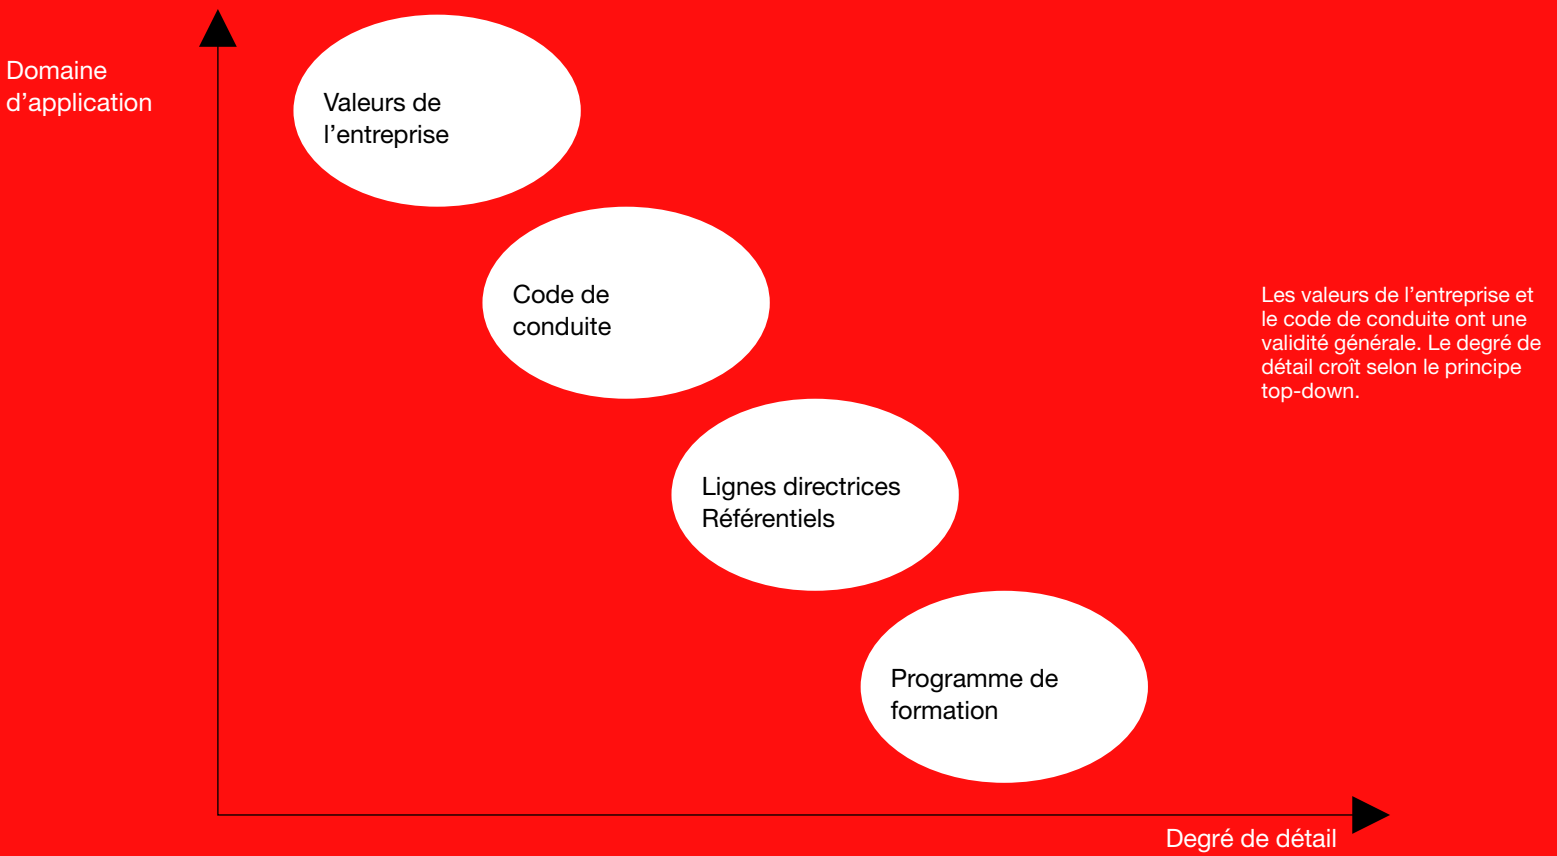 Domaine
d’application
Valeurs de
l’entreprise
Code de
conduite
Les valeurs de l’entreprise et
le code de conduite ont une
validité générale. Le degré de
détail croît selon le principe
top-down.
Lignes directrices
Référentiels
Programme de
formation
Degré de détail